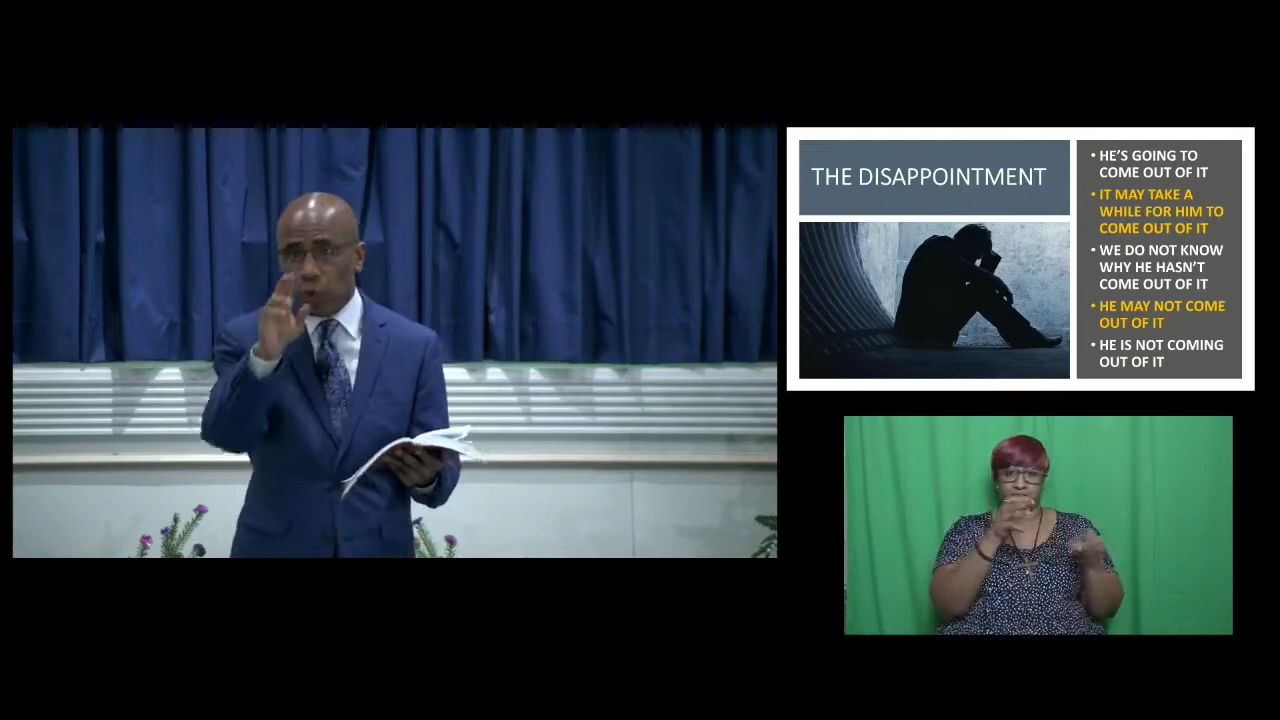 THE DISAPPOINTMENT
• HE'S GOING TO
COME OUT OF IT
• IT MAY TAKE A
WHILE FOR HIM TO
COME OUT OF IT
• WE DO NOT KNOW
WHY HE HASN'T
COME OUT OF IT
• HE MAY NOT COME
OUT OF IT
• HE IS NOT COMING
OUT OF IT